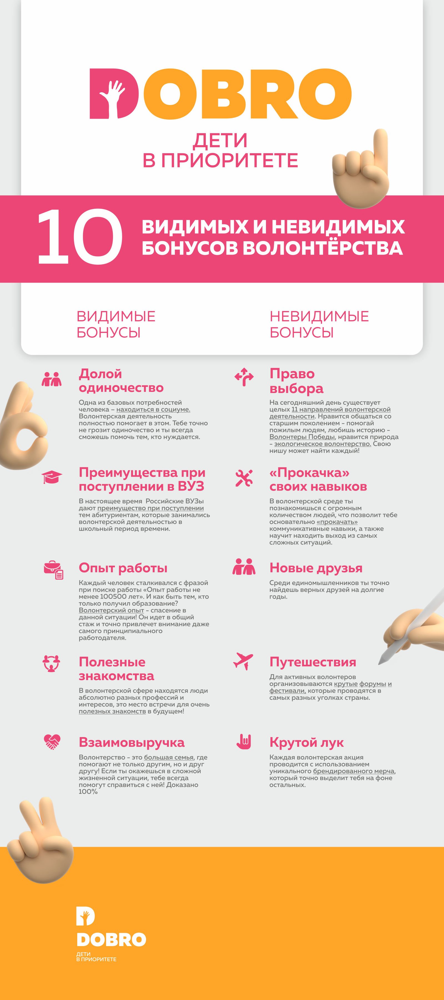 DOBRO
ДЕТИ
В ПРИОРИТЕТЕ
10
ВИДИМЫХ И НЕВИДИМЫХ
БОНУСОВ ВОЛОНТЁРСТВА
ВИДИМЫЕ
БОНУСЫ
НЕВИДИМЫЕ
БОНУСЫ
Долой
одиночество
Одна из базовых потребностей
человека – находиться в социуме.
Волонтерская деятельность
полностью помогает в этом. Тебе точно
не грозит одиночество и ты всегда
сможешь помочь тем, кто нуждается.
Право
выбора
На сегодняшний день существует
целых 11 направлений волонтерской
деятельности. Нравится общаться со
старшим поколением - помогай
пожилым людям, любишь историю -
Волонтеры Победы, нравится природа
- экологическое волонтерство. Свою
нишу может найти каждый!
Преимущества при
поступлении в ВУЗ
В настоящее время  Российские ВУЗы
дают преимущество при поступлении
тем абитуриентам, которые занимались
волонтерской деятельностью в
школьный период времени.
«Прокачка»
своих навыков
В волонтерской среде ты
познакомишься с огромным
количеством людей, что позволит тебе
основательно «прокачать»
коммуникативные навыки, а также
научит находить выход из самых
сложных ситуаций.
Опыт работы
Каждый человек сталкивался с фразой
при поиске работы «Опыт работы не
менее 100500 лет». И как быть тем, кто
только получил образование?
Волонтерский опыт - спасение в
данной ситуации! Он идет в общий
стаж и точно привлечет внимание даже
самого принципиального
работодателя.
Новые друзья
Среди единомышленников ты точно
найдешь верных друзей на долгие
годы.
Полезные
знакомства
В волонтерской сфере находятся люди
абсолютно разных профессий и
интересов, это место встречи для очень
полезных знакомств в будущем!
Путешествия
Для активных волонтеров
организовываются крутые форумы и
фестивали, которые проводятся в
самых разных уголках страны.
Взаимовыручка
Волонтерство - это большая семья, где
помогают не только другим, но и друг
другу! Если ты окажешься в сложной
жизненной ситуации, тебе всегда
помогут справиться с ней! Доказано
100%
Крутой лук
Каждая волонтерская акция
проводится с использованием
уникального брендированного мерча,
который точно выделит тебя на фоне
остальных.
D
DOBRO
ДЕТИ
В ПРИОРИТЕТЕ